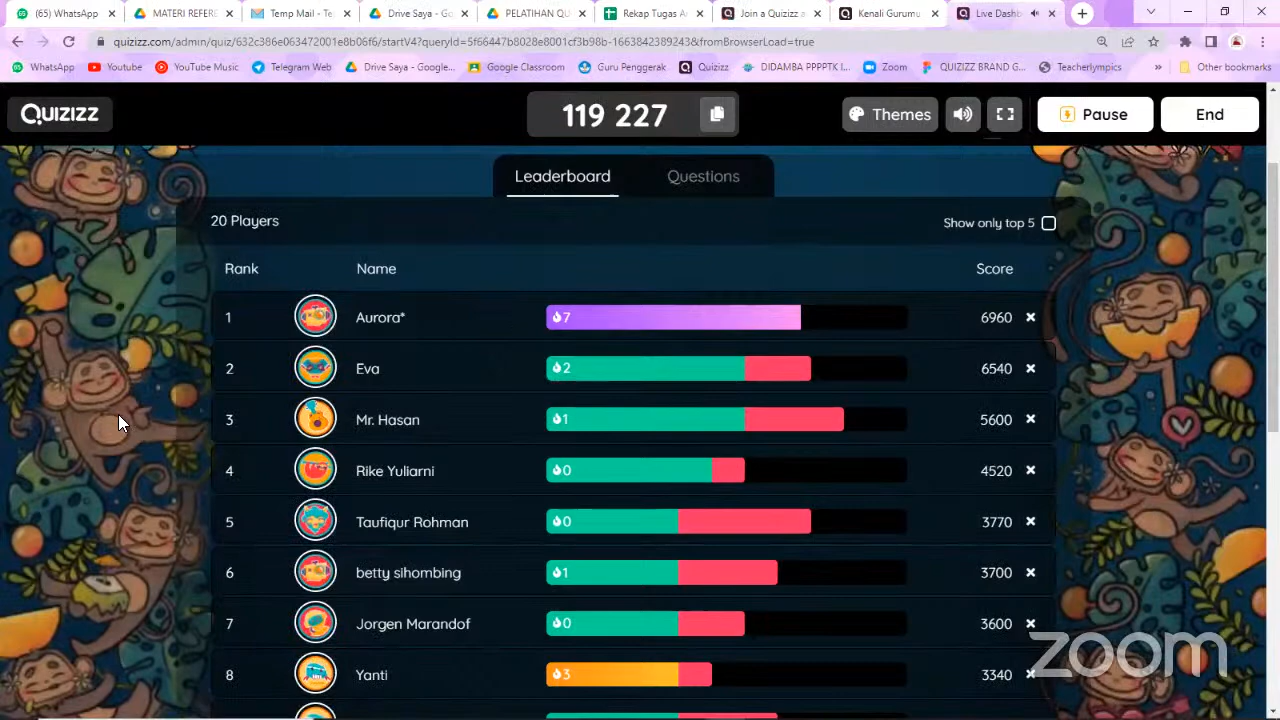 (65) WhatsApp
MATERI REFERE
Temp Mail - Te
Drive Saya - Go
PELATIHAN QU
Rekap Tugas A
Join a Quizizz a
Kenali Gurumu
Live Dashb
quizizz.com/admin/quiz/632c386e063472001e8b06f6/startV4?queryId=5f66447b8028e8001cf3b98b-1663842389243&fromBrowserLoad=true
WhatsApp
Youtube
YouTube Music
Telegram Web
Drive Saya - Google...
Google Classroom
Guru Penggerak
Quizizz
DIDAMBA PPPPTK I...
Zoom
QUIZIZZ BRAND G...
Teacherlympics
»
Other bookmarks
QUIZIZZ
119 227
Themes
Pause
End
Leaderboard
Questions
20 Players
Show only top 5
Rank Name Score
1 Aurora* 7 6960
2 Eva 2 6540
3 Mr. Hasan 1 5600
4 Rike Yuliarni 0 4520
5 Taufiqur Rohman 0 3770
6 betty sihombing 1 3700
7 Jorgen Marandof 0 3600
8 Yanti 3 3340
zoom